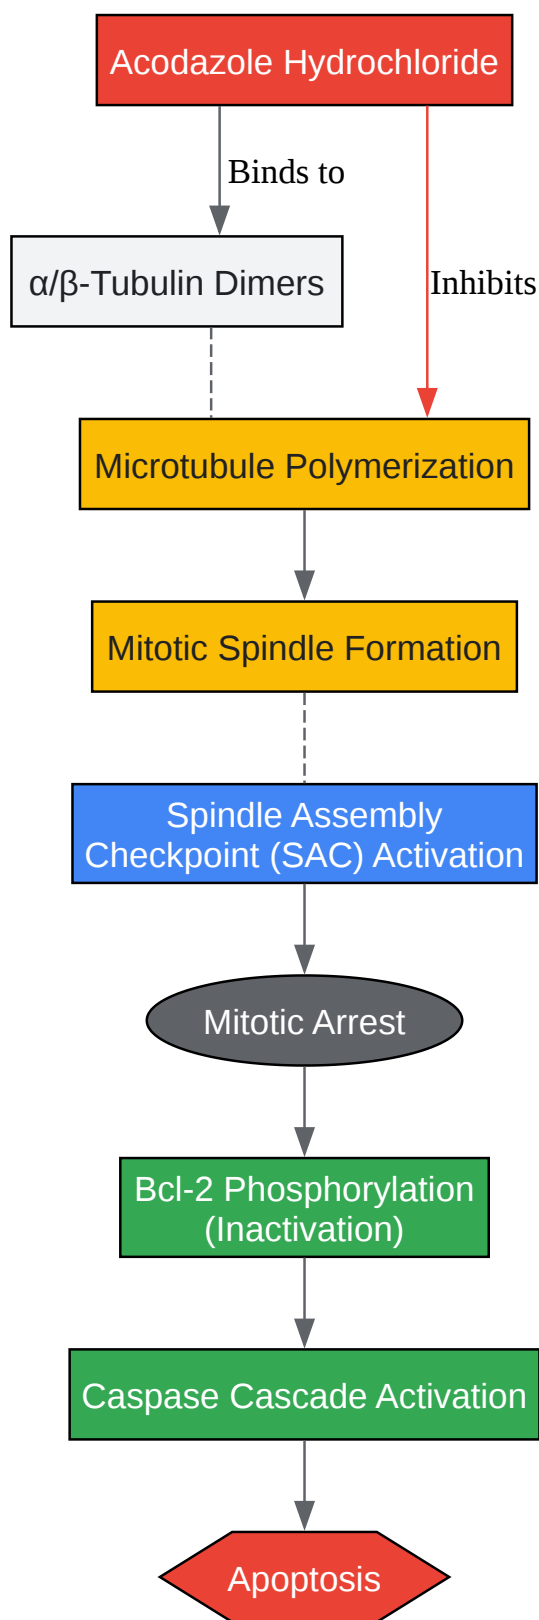 Acodazole Hydrochloride
Binds to
α/β-Tubulin Dimers
Inhibits
Microtubule Polymerization
Mitotic Spindle Formation
Spindle Assembly
Checkpoint (SAC) Activation
Mitotic Arrest
Bcl-2 Phosphorylation
(Inactivation)
Caspase Cascade Activation
Apoptosis